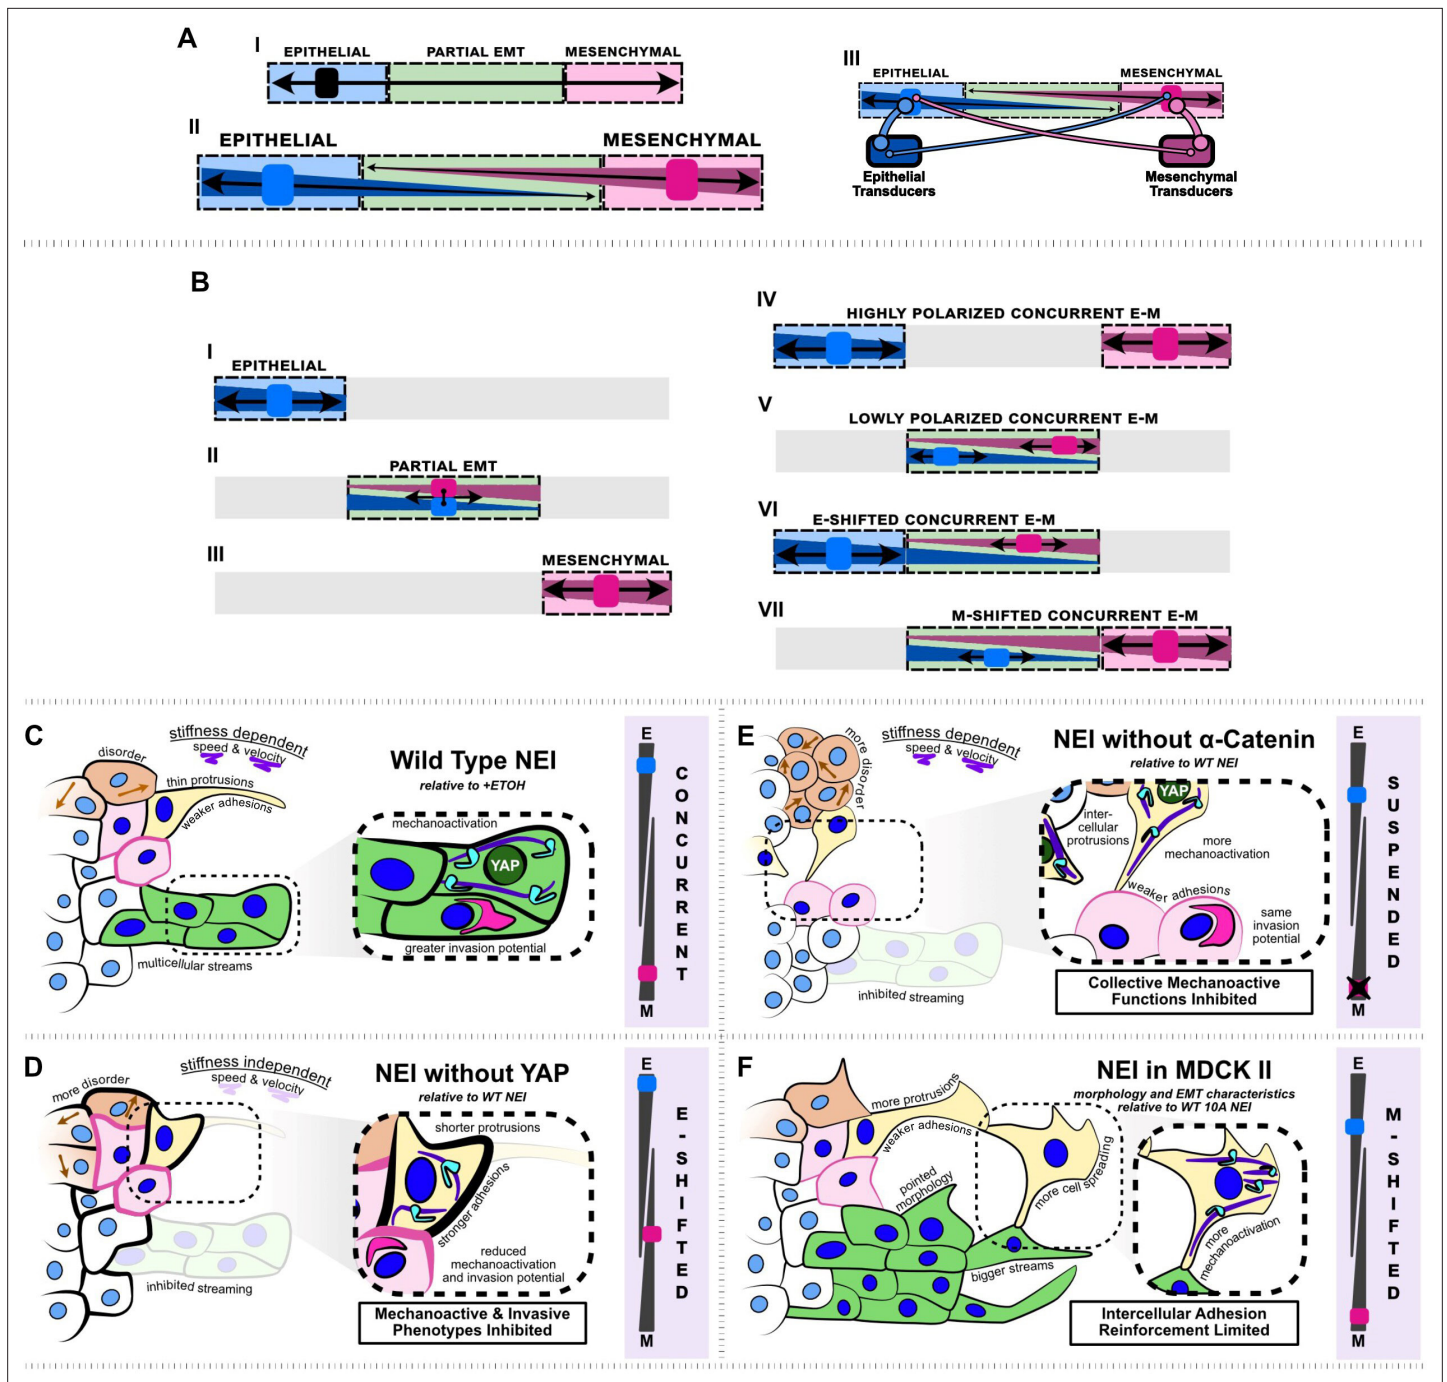 A
I
EPITHELIAL
PARTIAL EMT
MESENCHYMAL
II
EPITHELIAL
MESENCHYMAL
III
EPITHELIAL
MESENCHYMAL
Epithelial
Transducers
Mesenchymal
Transducers
B
I
EPITHELIAL
II
PARTIAL EMT
III
MESENCHYMAL
IV
HIGHLY POLARIZED CONCURRENT E-M
V
LOWLY POLARIZED CONCURRENT E-M
VI
E-SHIFTED CONCURRENT E-M
VII
M-SHIFTED CONCURRENT E-M
C
disorder
stiffness dependent
speed & velocity
thin protrusions
weaker adhesions
multicellular streams
Wild Type NEI
relative to +ETOH
mechanoactivation
YAP
greater invasion potential
E
M
CONCURRENT
E
more disorder
stiffness dependent
speed & velocity
inhibited streaming
NEI without α-Catenin
relative to WT NEI
YAP
inter-
cellular
protrusions
more
mechanoactivation
weaker adhesions
same
invasion
potential
Collective Mechanoactive
Functions Inhibited
E
M
SUSPENDED
D
more disorder
stiffness independent
speed & velocity
inhibited streaming
NEI without YAP
relative to WT NEI
shorter protrusions
stronger adhesions
reduced
mechanoactivation
and invasion potential
Mechanoactive & Invasive
Phenotypes Inhibited
E
M
E-SHIFTED
F
more protrusions
weaker adhesions
pointed
morphology
more cell spreading
bigger streams
NEI in MDCK II
morphology and EMT characteristics
relative to WT 10A NEI
more
mechanoactivation
Intercellular Adhesion
Reinforcement Limited
E
M
M-SHIFTED